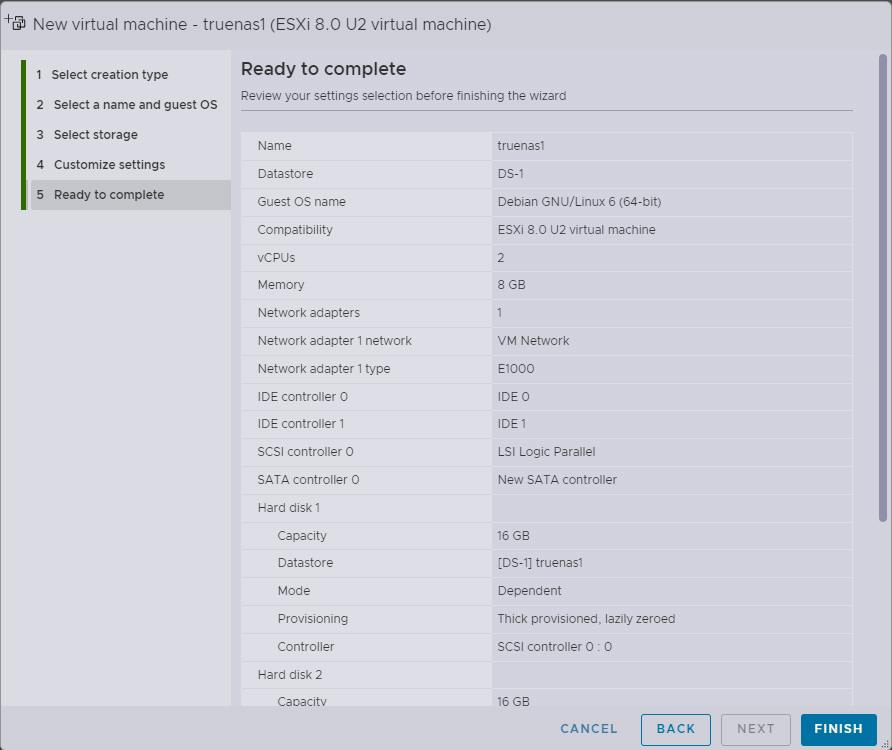 New virtual machine - truenas1 (ESXi 8.0 U2 virtual machine)
1 Select creation type
2 Select a name and guest OS
3 Select storage
4 Customize settings
5 Ready to complete
Ready to complete
Review your settings selection before finishing the wizard
Name truenas1
Datastore DS-1
Guest OS name Debian GNU/Linux 6 (64-bit)
Compatibility ESXi 8.0 U2 virtual machine
vCPUs 2
Memory 8 GB
Network adapters 1
Network adapter 1 network VM Network
Network adapter 1 type E1000
IDE controller 0 IDE 0
IDE controller 1 IDE 1
SCSI controller 0 LSI Logic Parallel
SATA controller 0 New SATA controller
Hard disk 1
Capacity 16 GB
Datastore [DS-1] truenas1
Mode Dependent
Provisioning Thick provisioned, lazily zeroed
Controller SCSI controller 0 : 0
Hard disk 2
Capacity 16 GB
CANCEL BACK NEXT FINISH